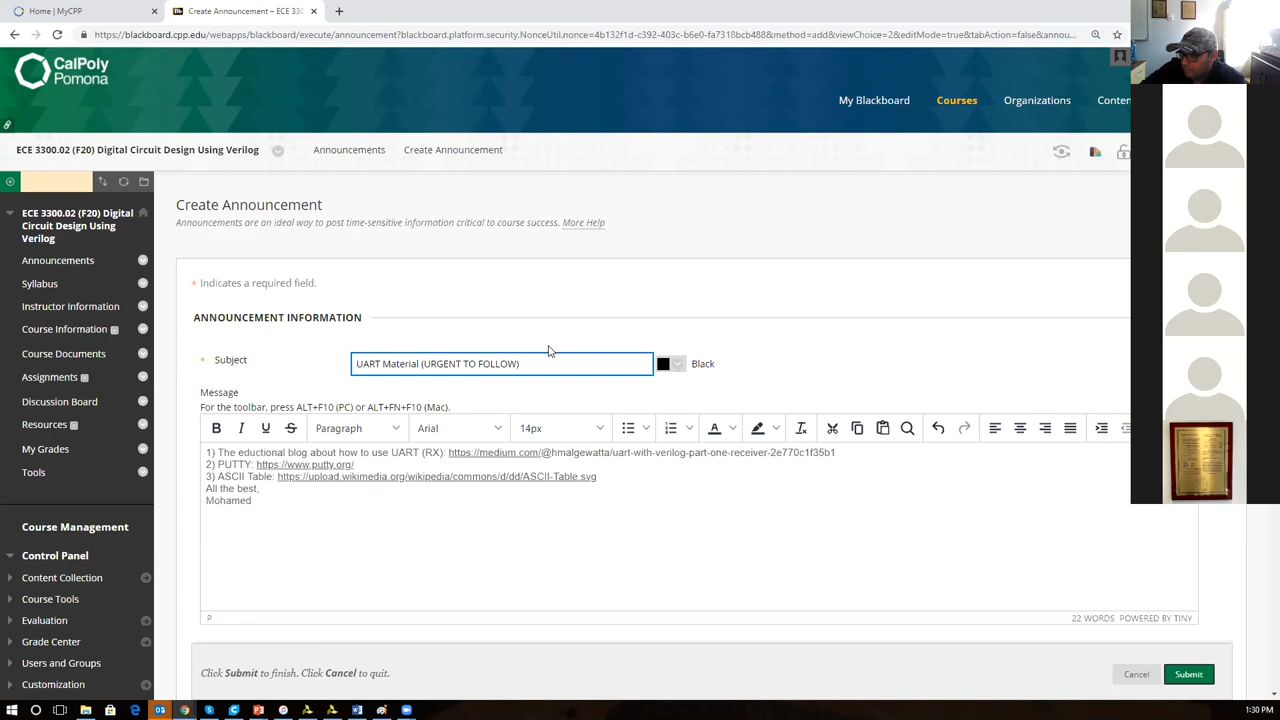 Home | MyCPP
Create Announcement – ECE 330
https://blackboard.cpp.edu/webapps/blackboard/execute/announcement?blackboard.platform.security.NonceUtil.nonce=4b132f1d-c392-403c-b6e0-fa7318bcb488&method=add&viewChoice=2&editMode=true&tabAction=false&annou...
CalPoly
Pomona
My Blackboard
Courses
Organizations
Conten
ECE 3300.02 (F20) Digital Circuit Design Using Verilog
Announcements
Create Announcement
ECE 3300.02 (F20) Digital
Circuit Design Using
Verilog
Announcements
Syllabus
Instructor Information
Course Information
Course Documents
Assignments
Discussion Board
Resources
My Grades
Tools
Course Management
Control Panel
Content Collection
Course Tools
Evaluation
Grade Center
Users and Groups
Customization
Create Announcement
Announcements are an ideal way to post time-sensitive information critical to course success. More Help
* Indicates a required field.
ANNOUNCEMENT INFORMATION
* Subject
UART Material (URGENT TO FOLLOW)
Black
Message
For the toolbar, press ALT+F10 (PC) or ALT+FN+F10 (Mac).
B I U S Paragraph Arial 14px
1) The eductional blog about how to use UART (RX): https://medium.com/@hmalgewatta/uart-with-verilog-part-one-receiver-2e770c1f35b1
2) PUTTY: https://www.putty.org/
3) ASCII Table: https://upload.wikimedia.org/wikipedia/commons/d/dd/ASCII-Table.svg
All the best,
Mohamed
P
22 WORDS POWERED BY TINY
Click Submit to finish. Click Cancel to quit.
Cancel
Submit
1:30 PM